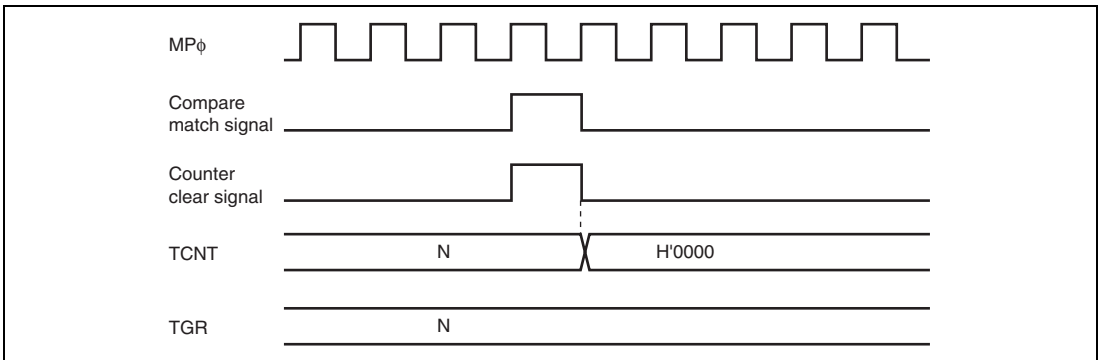 MPϕ
Compare
match signal
Counter
clear signal
TCNT
N
H'0000
TGR
N